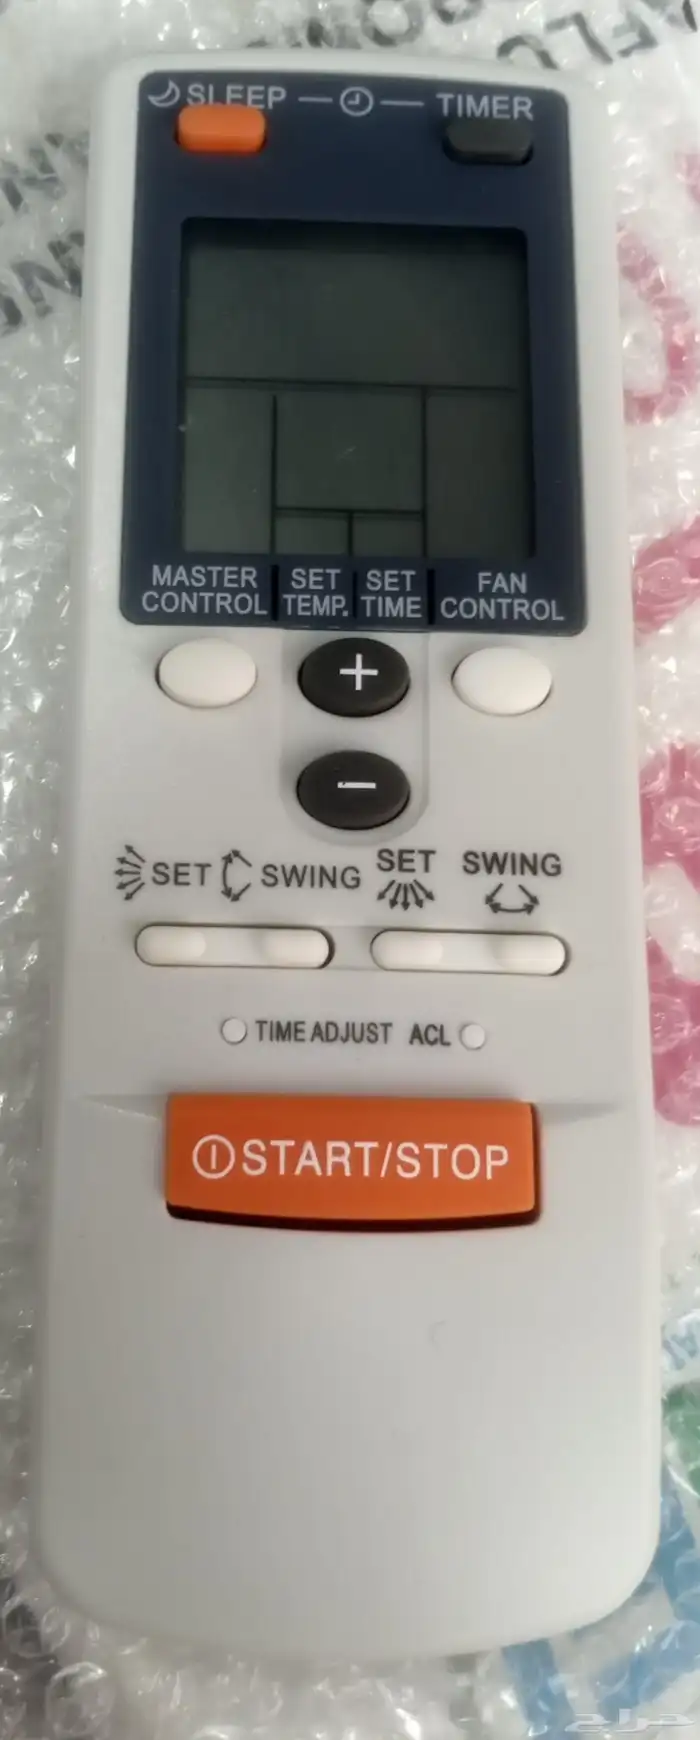 SLEEP TIMER
MASTER CONTROL
SET TEMP.
SET TIME
FAN CONTROL
+
−
SET SWING SET SWING
TIME ADJUST ACL
START/STOP
حراج